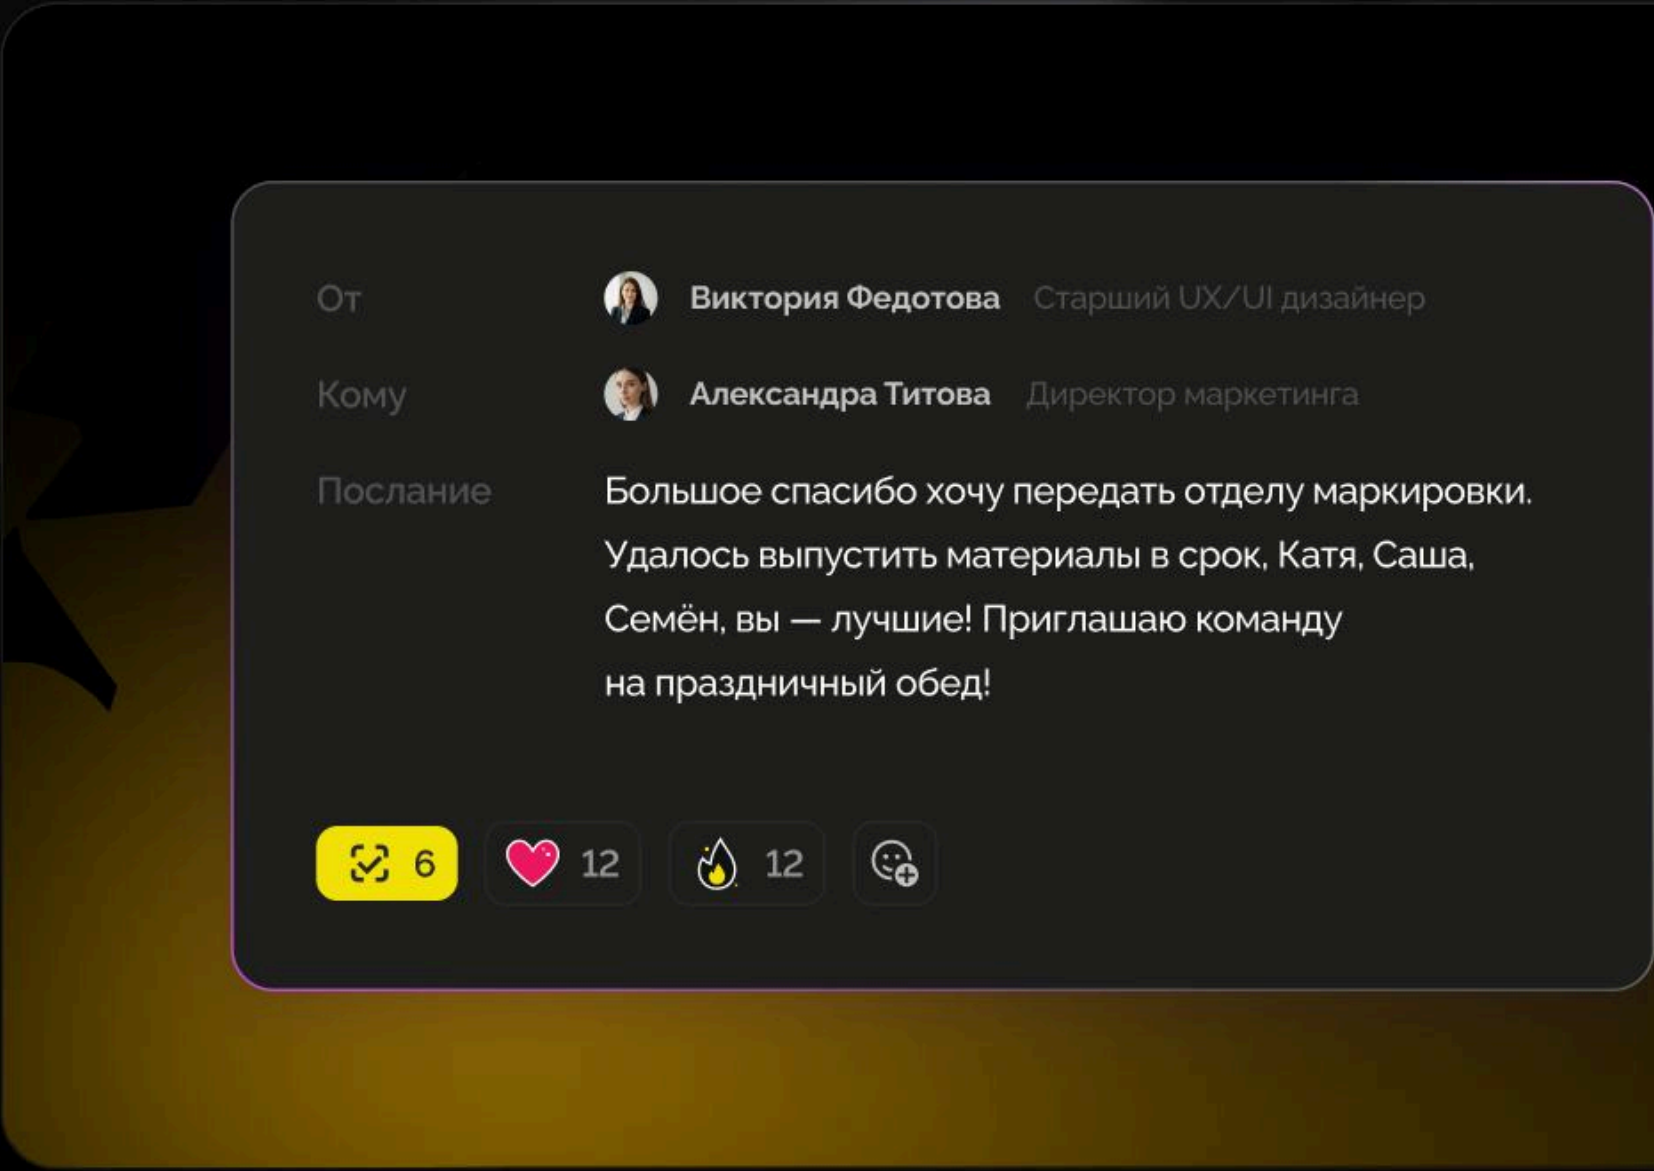 От Виктория Федотова Старший UX/UI дизайнер
Кому Александра Титова Директор маркетинга
Послание Большое спасибо хочу передать отделу маркировки.
Удалось выпустить материалы в срок, Катя, Саша,
Семён, вы — лучшие! Приглашаю команду
на праздничный обед!
6 12 12